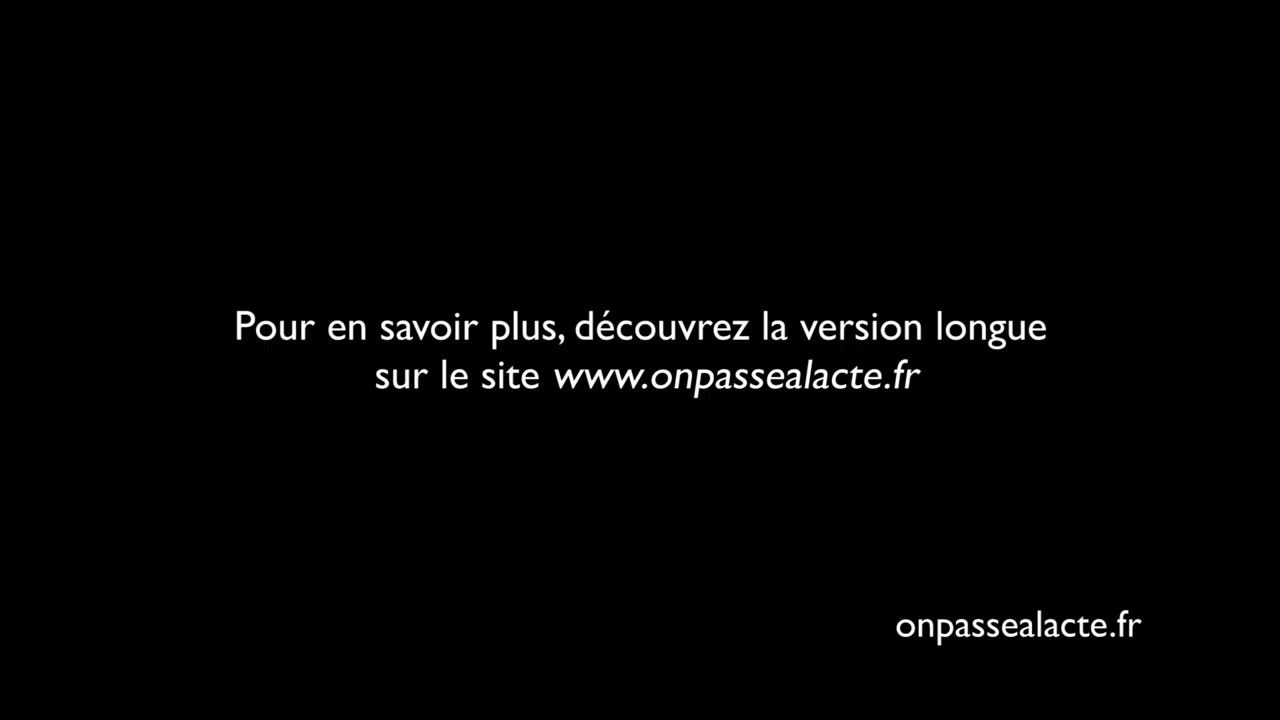 Pour en savoir plus, découvrez la version longue
sur le site www.onpassealacte.fr
onpassealacte.fr